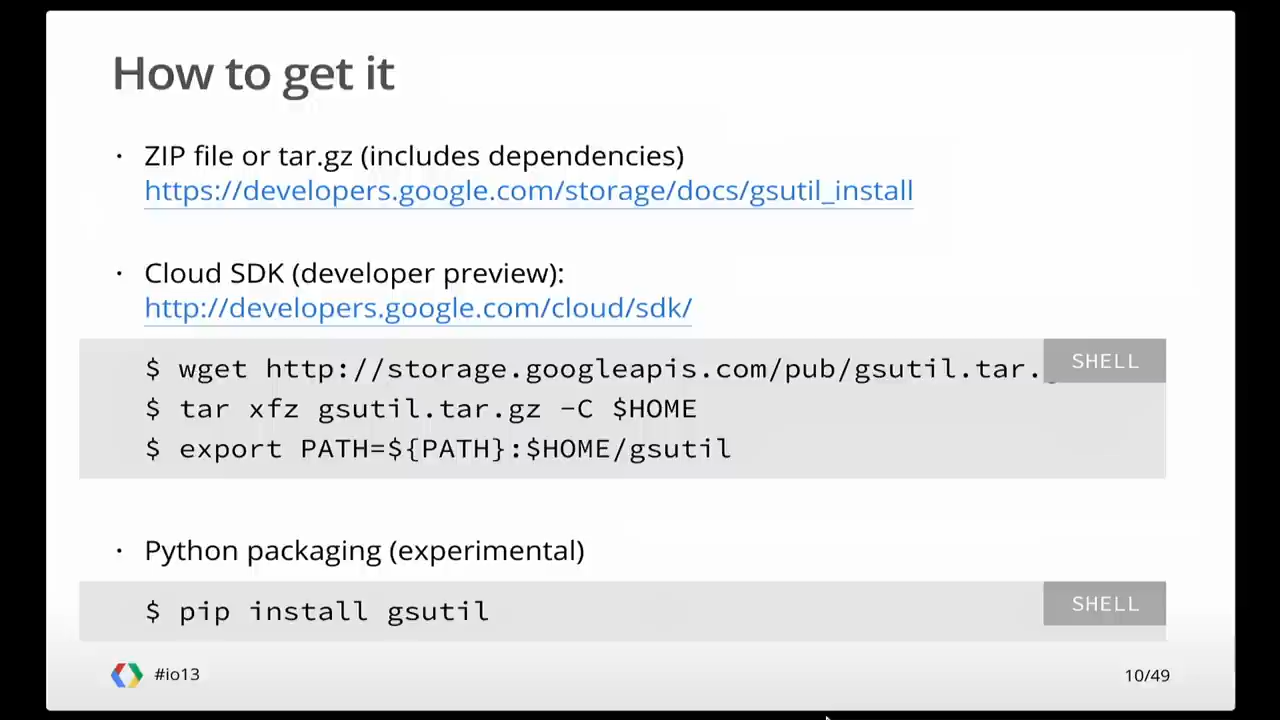 How to get it
• ZIP file or tar.gz (includes dependencies)
https://developers.google.com/storage/docs/gsutil_install
• Cloud SDK (developer preview):
http://developers.google.com/cloud/sdk/
SHELL
$ wget http://storage.googleapis.com/pub/gsutil.tar.
$ tar xfz gsutil.tar.gz -C $HOME
$ export PATH=${PATH}:$HOME/gsutil
• Python packaging (experimental)
SHELL
$ pip install gsutil
#io13
10/49